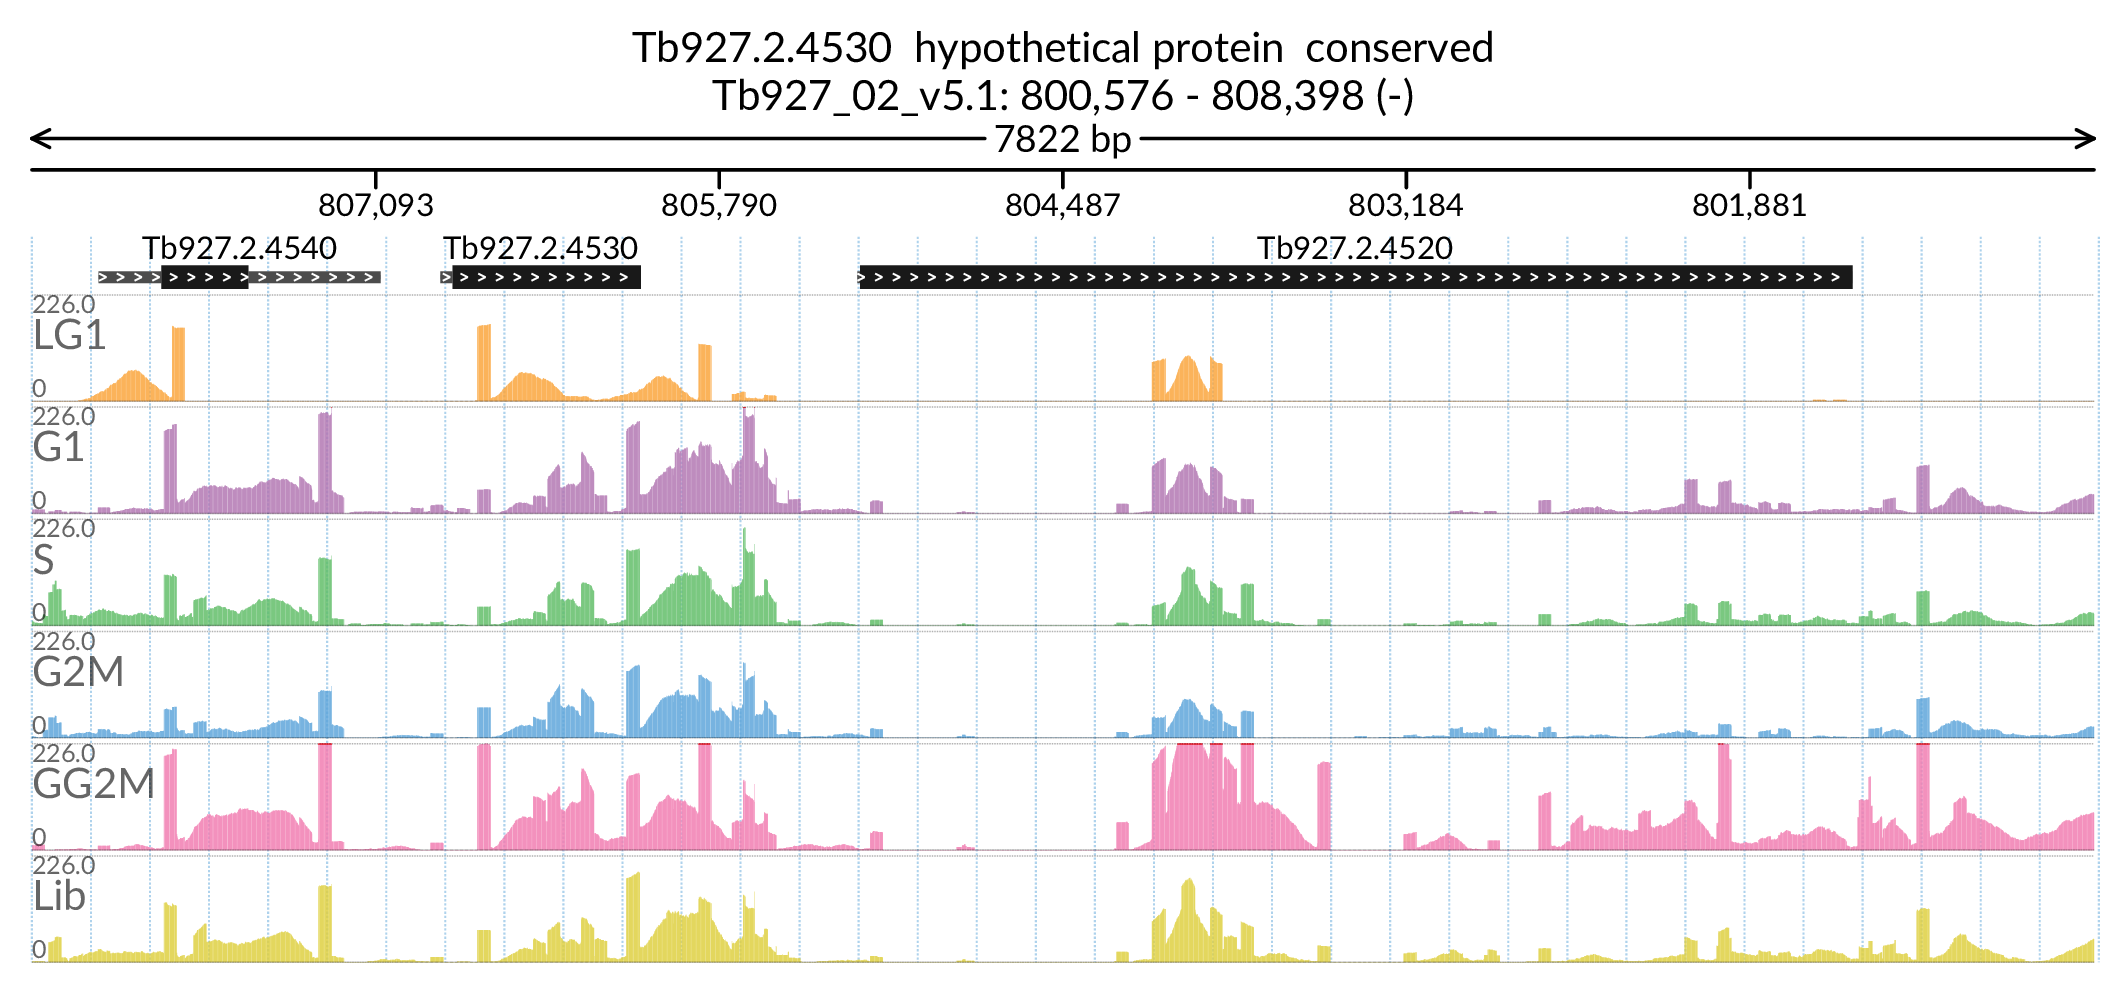 Tb927.2.4530 hypothetical protein conserved
Tb927_02_v5.1: 800,576 - 808,398 (-)
7822 bp
807,093 805,790 804,487 803,184 801,881
Tb927.2.4540 Tb927.2.4530 Tb927.2.4520
226.0
LG1
0
226.0
G1
0
226.0
S
0
226.0
G2M
0
226.0
GG2M
0
226.0
Lib
0